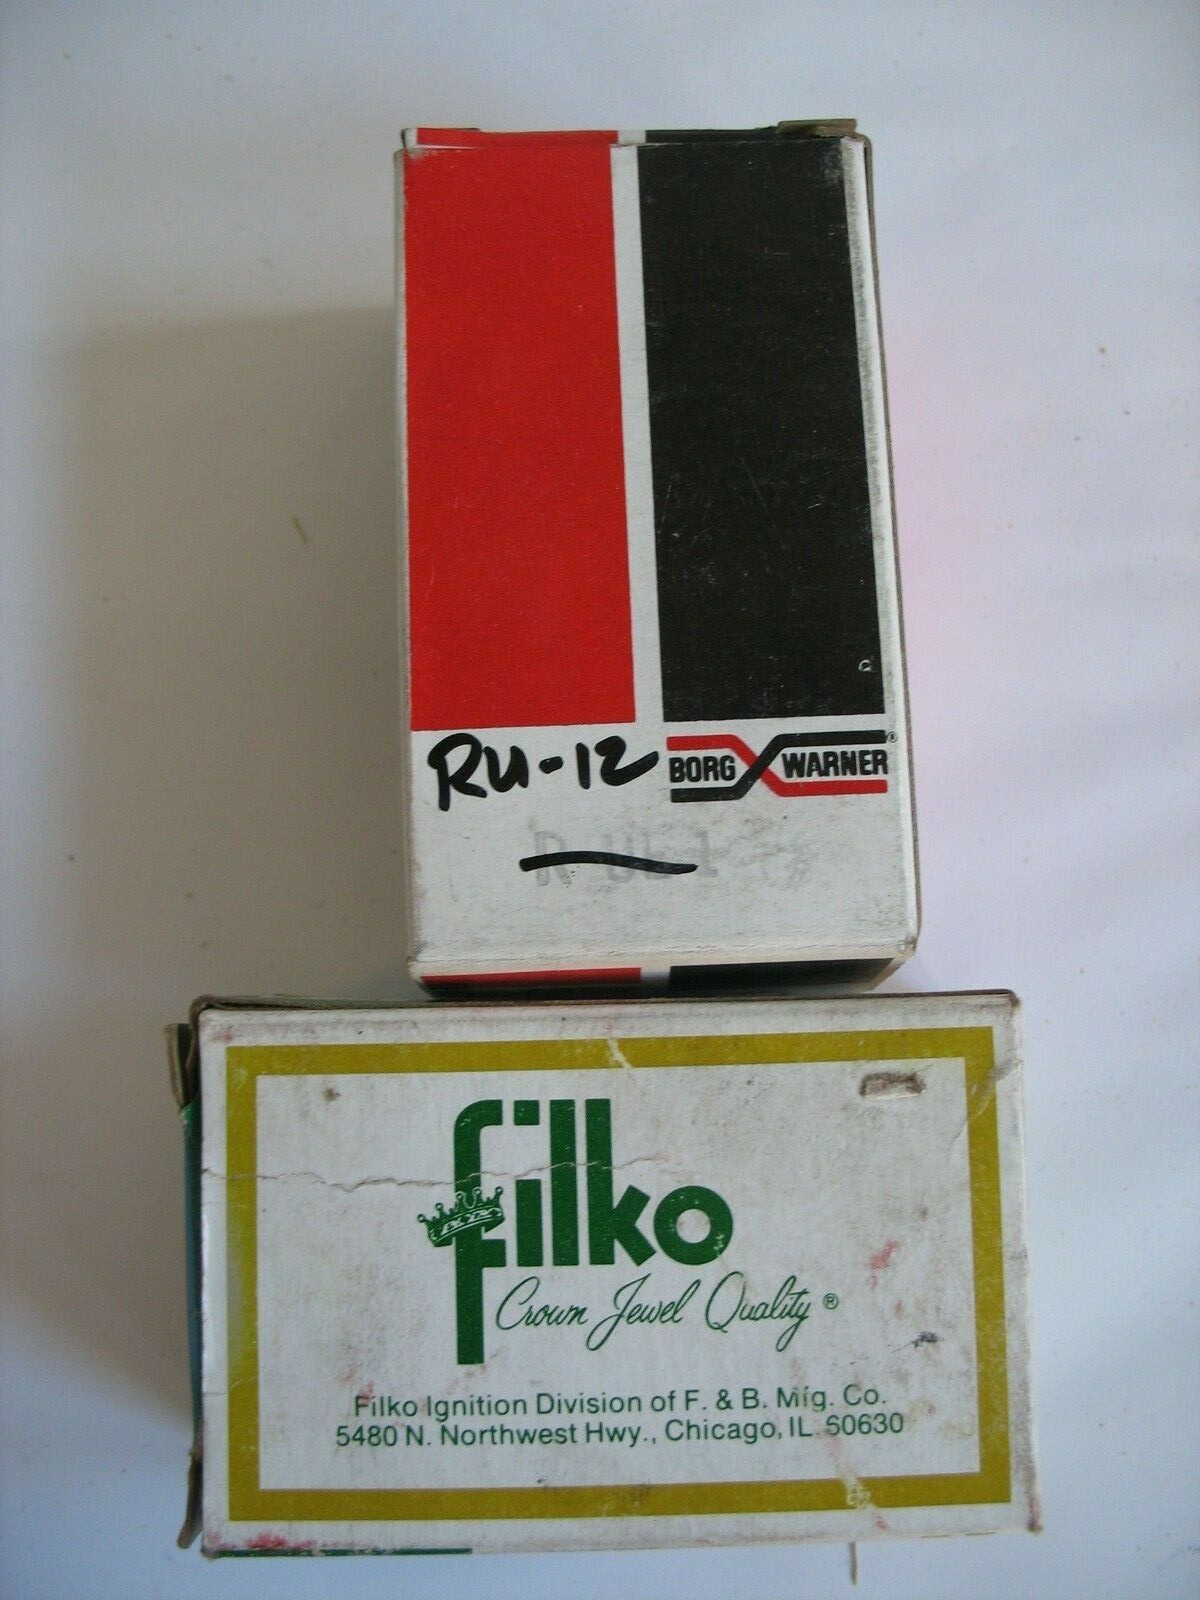 RU-12
BORG WARNER®
filko
Crown Jewel Quality®
Filko Ignition Division of F. & B. Mfg. Co.
5480 N. Northwest Hwy., Chicago, IL 60630